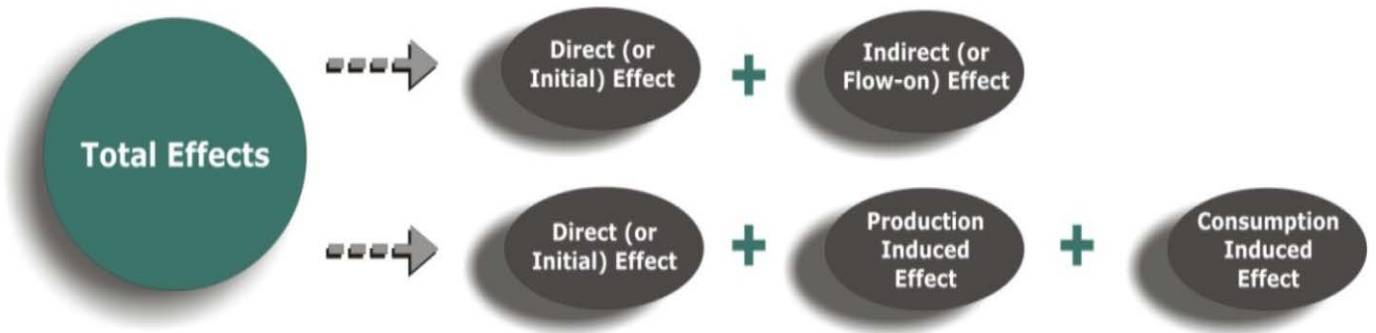 Total Effects
Direct (or
Initial) Effect
+
Indirect (or
Flow-on) Effect
Direct (or
Initial) Effect
+
Production
Induced
Effect
+
Consumption
Induced
Effect